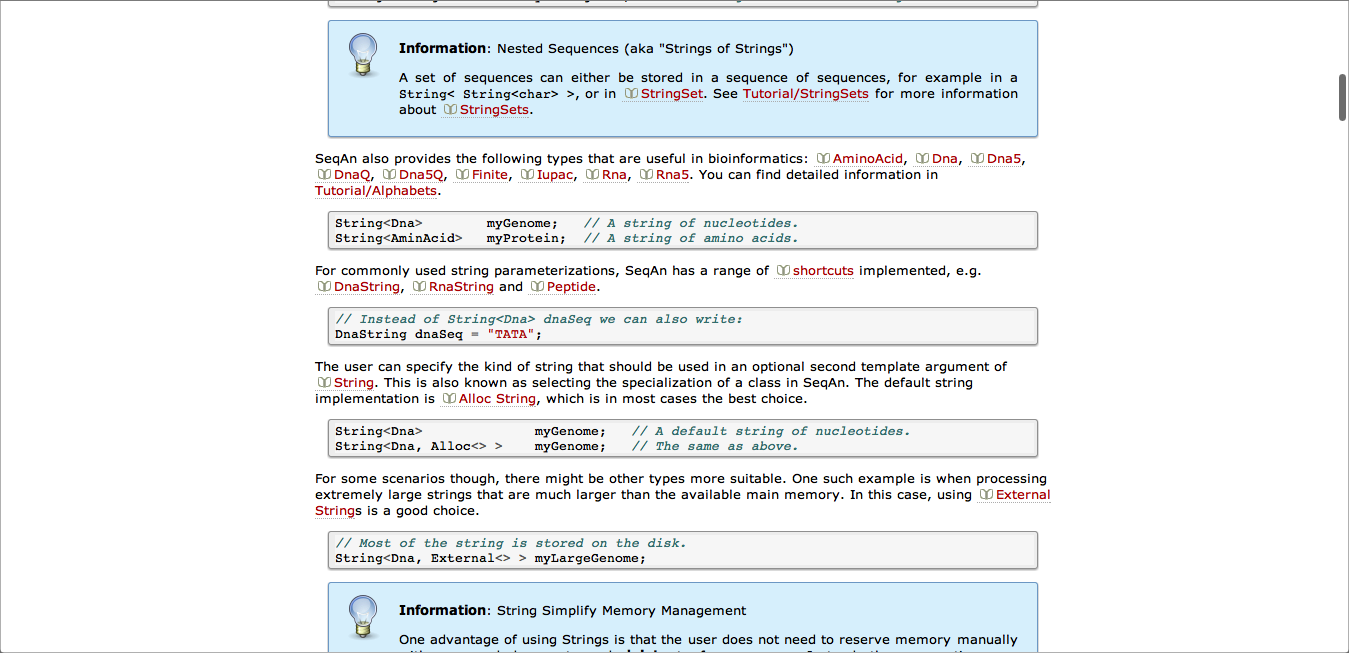 Information: Nested Sequences (aka "Strings of Strings")
A set of sequences can either be stored in a sequence of sequences, for example in a
String< String<char> >, or in StringSet. See Tutorial/StringSets for more information
about StringSets.
SeqAn also provides the following types that are useful in bioinformatics: AminoAcid, Dna, Dna5,
DnaQ, Dna5Q, Finite, Iupac, Rna, Rna5. You can find detailed information in
Tutorial/Alphabets.
String<Dna> myGenome; // A string of nucleotides.
String<AminAcid> myProtein; // A string of amino acids.
For commonly used string parameterizations, SeqAn has a range of shortcuts implemented, e.g.
DnaString, RnaString and Peptide.
// Instead of String<Dna> dnaSeq we can also write:
DnaString dnaSeq = "TATA";
The user can specify the kind of string that should be used in an optional second template argument of
String. This is also known as selecting the specialization of a class in SeqAn. The default string
implementation is Alloc String, which is in most cases the best choice.
String<Dna> myGenome; // A default string of nucleotides.
String<Dna, Alloc<> > myGenome; // The same as above.
For some scenarios though, there might be other types more suitable. One such example is when processing
extremely large strings that are much larger than the available main memory. In this case, using External
Strings is a good choice.
// Most of the string is stored on the disk.
String<Dna, External<> > myLargeGenome;
Information: String Simplify Memory Management
One advantage of using Strings is that the user does not need to reserve memory manually